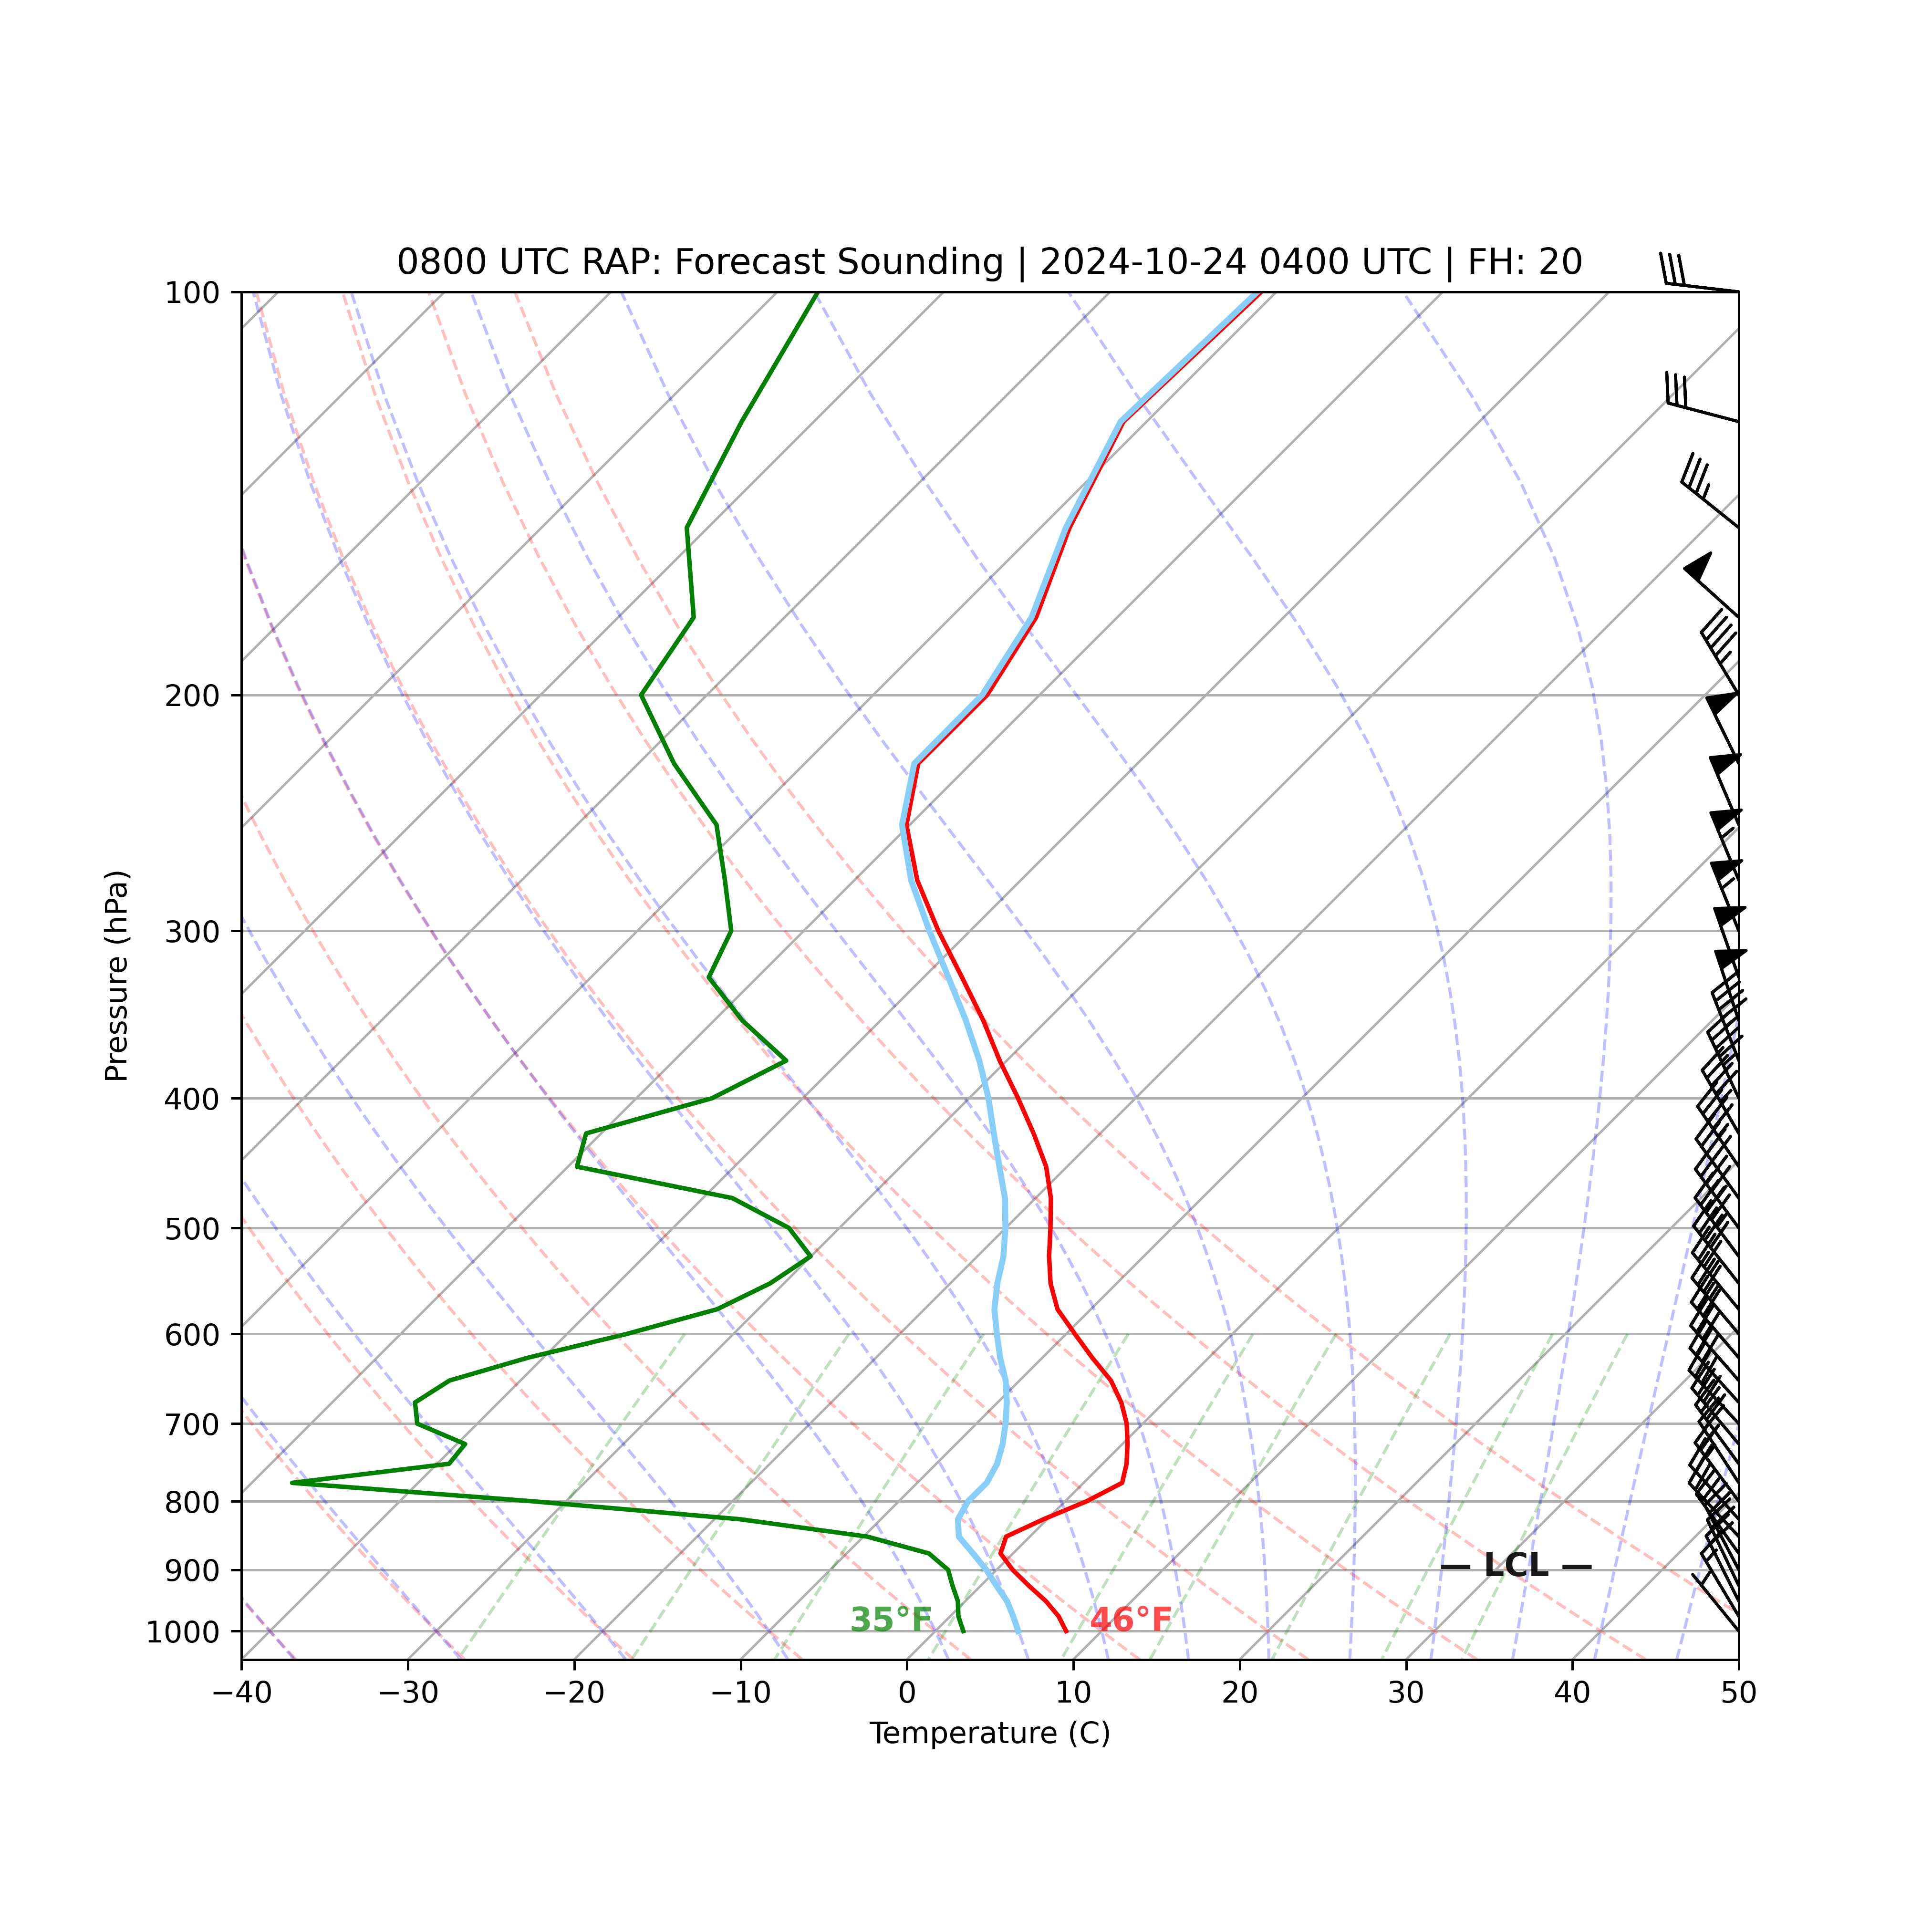 0800 UTC RAP: Forecast Sounding | 2024-10-24 0400 UTC | FH: 20
100
200
300
400
500
600
700
800
900
1000
Pressure (hPa)
— LCL —
35°F
46°F
−40 −30 −20 −10 0 10 20 30 40 50
Temperature (C)